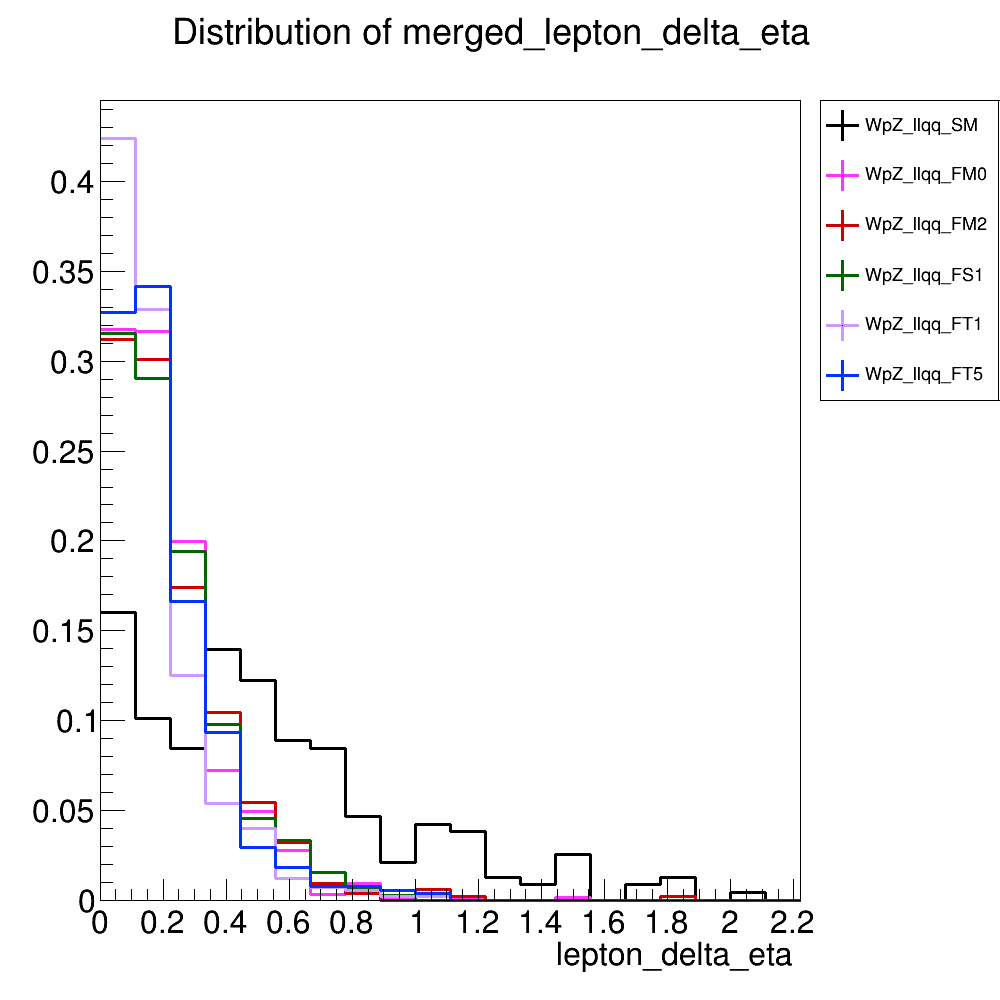 Distribution of merged_lepton_delta_eta
WpZ_llqq_SM
WpZ_llqq_FM0
WpZ_llqq_FM2
WpZ_llqq_FS1
WpZ_llqq_FT1
WpZ_llqq_FT5
0.4
0.35
0.3
0.25
0.2
0.15
0.1
0.05
0
0 0.2 0.4 0.6 0.8 1 1.2 1.4 1.6 1.8 2 2.2
lepton_delta_eta